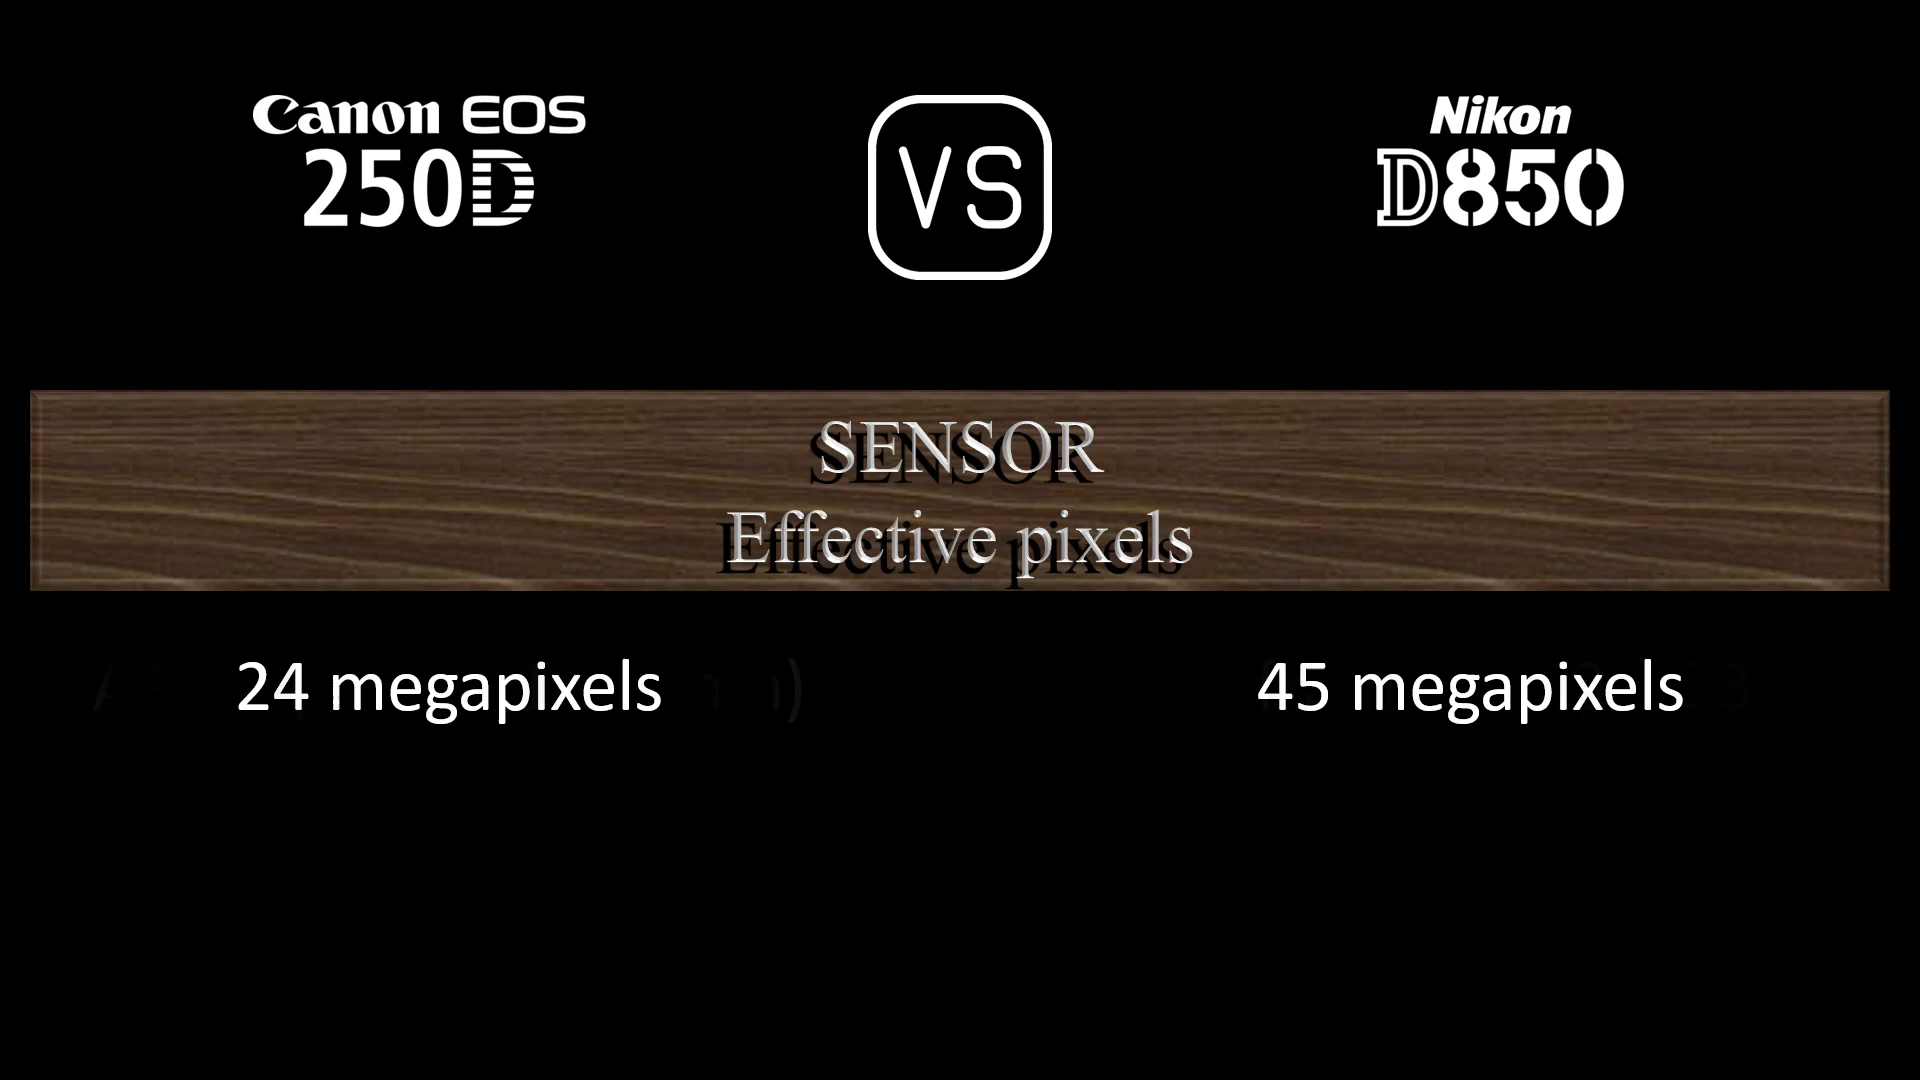 Canon EOS
250D
VS
Nikon
D850
SENSOR
Effective pixels
24 megapixels
45 megapixels